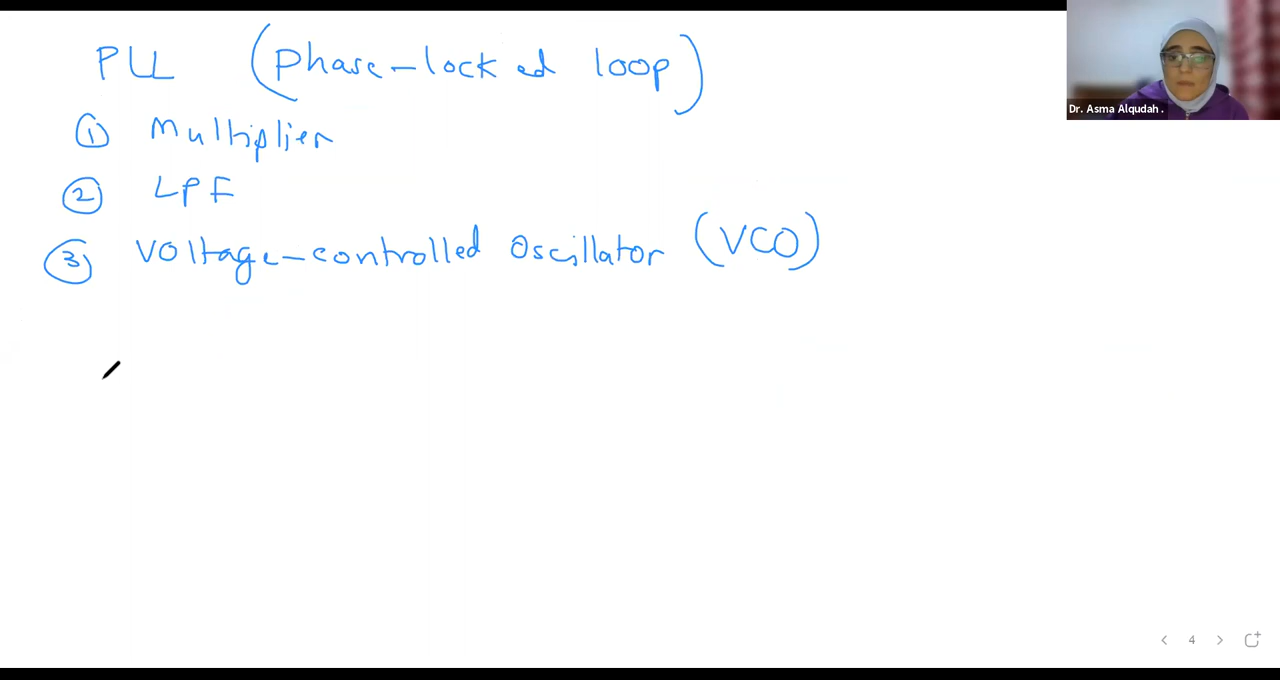 PLL (phase-locked loop)
① Multiplier
② LPF
③ Voltage-controlled Oscillator (VCO)
Dr. Asma Alqudah .
4